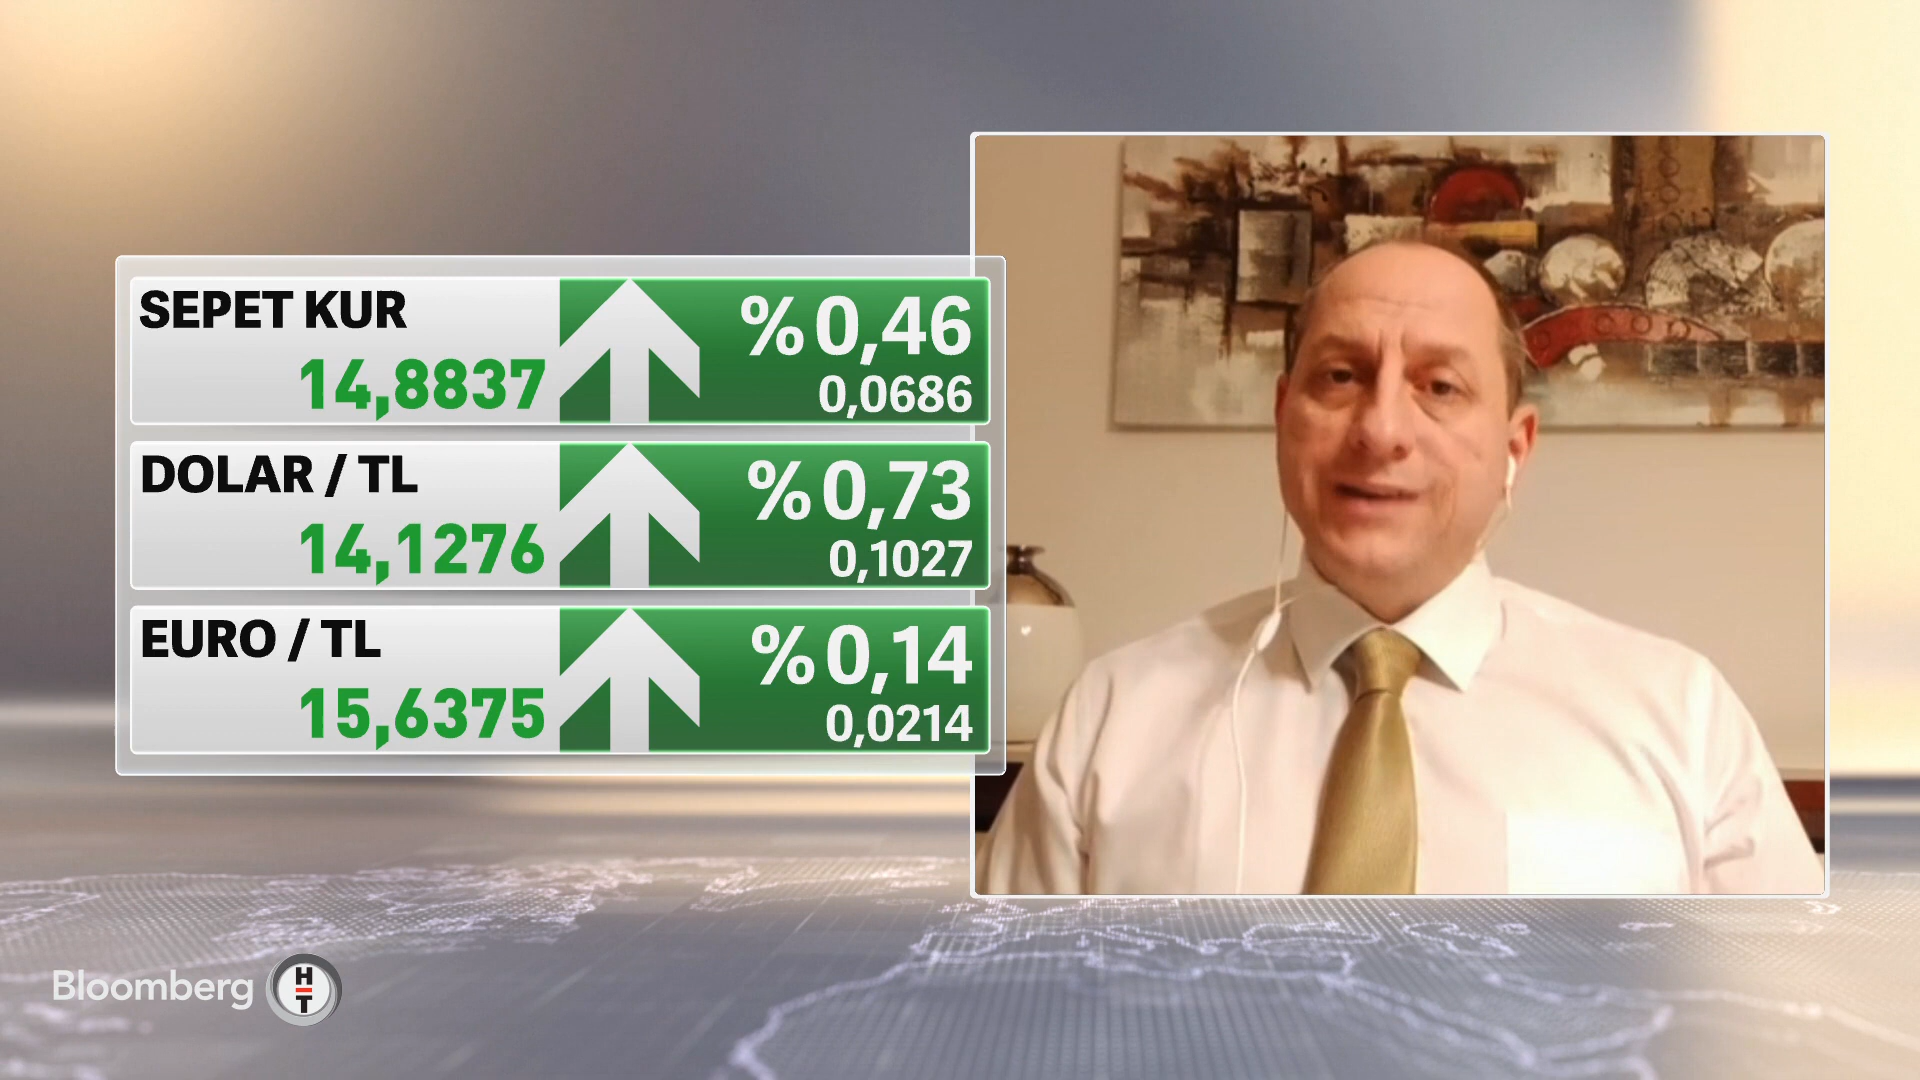 SEPET KUR
14,8837
%0,46
0,0686
DOLAR / TL
14,1276
%0,73
0,1027
EURO / TL
15,6375
%0,14
0,0214
Bloomberg HT